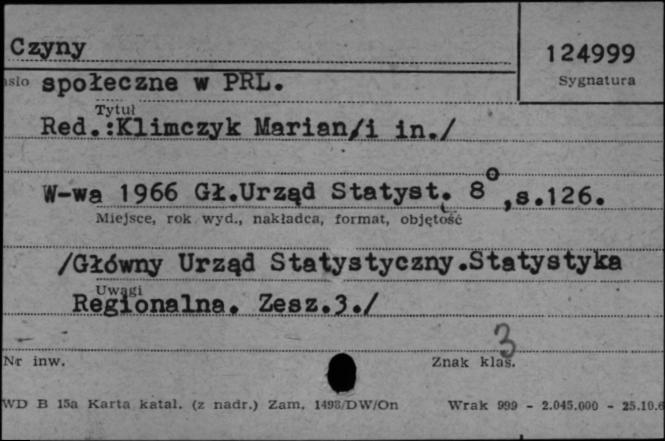 Czyny
124999
Sygnatura
społeczne w PRL.
Tytuł
Red.:Klimczyk Marian/i in./
W-wa 1966 Gł.Urząd Statyst. 8°,s.126.
Miejsce, rok wyd., nakładca, format, objętość
/Główny Urząd Statystyczny.Statystyka
Uwagi
Regionalna. Zesz.3./
3
Nr inw.
Znak klas.
WD B 15a Karta katal. (z nadr.) Zam. 1498/DW/On Wrak 999 - 2.045.000 - 25.10.6